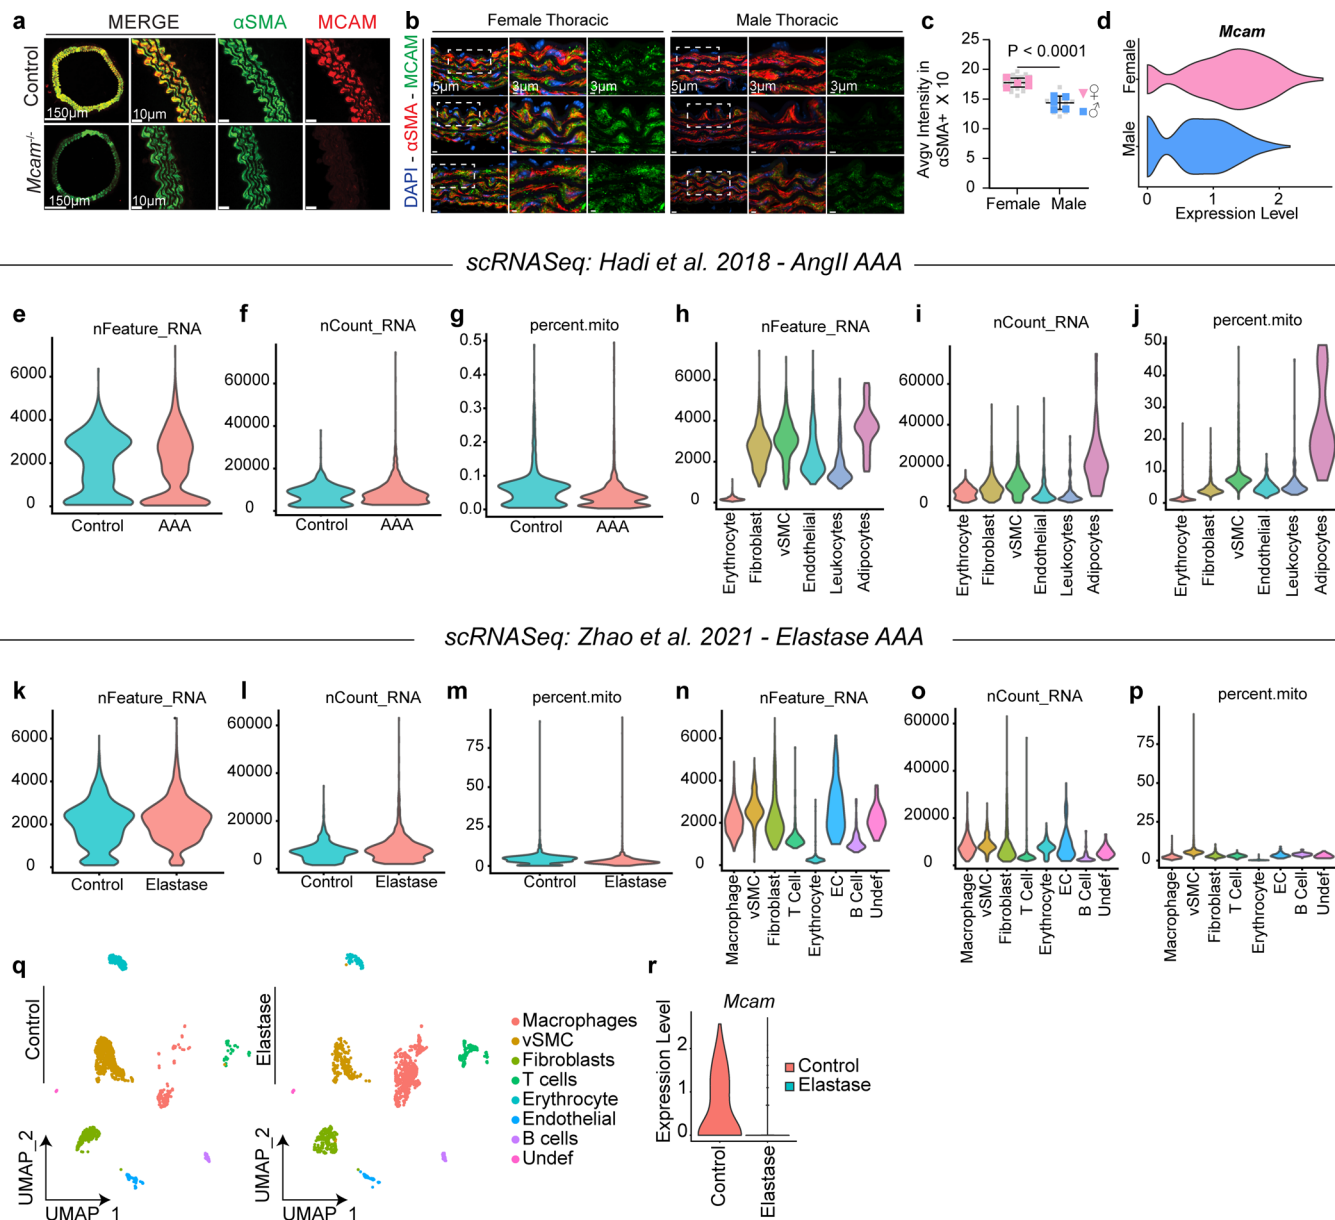 a
MERGE
αSMA
MCAM
Control
150µm
10µm
Mcam-/-
150µm
10µm
b
Female Thoracic
Male Thoracic
DAPI - αSMA - MCAM
5µm
3µm
3µm
5µm
3µm
3µm
c
Avgy Intensity in
αSMA+ X 10
25
20
15
10
5
0
P < 0.0001
♀
♂
Female
Male
d
Mcam
Female
Male
0
1
2
Expression Level
scRNASeq: Hadi et al. 2018 - AngII AAA
e
nFeature_RNA
6000
4000
2000
0
Control
AAA
f
nCount_RNA
60000
40000
20000
0
Control
AAA
g
percent.mito
0.5
0.4
0.3
0.2
0.1
0.0
Control
AAA
h
nFeature_RNA
6000
4000
2000
0
Erythrocyte
Fibroblast
vSMC
Endothelial
Leukocytes
Adipocytes
i
nCount_RNA
60000
40000
20000
0
Erythrocyte
Fibroblast
vSMC
Endothelial
Leukocytes
Adipocytes
j
percent.mito
50
40
30
20
10
0
Erythrocyte
Fibroblast
vSMC
Endothelial
Leukocytes
Adipocytes
scRNASeq: Zhao et al. 2021 - Elastase AAA
k
nFeature_RNA
6000
4000
2000
0
Control
Elastase
l
nCount_RNA
60000
40000
20000
0
Control
Elastase
m
percent.mito
75
50
25
0
Control
Elastase
n
nFeature_RNA
6000
4000
2000
0
Macrophage
vSMC
Fibroblast
T Cell
Erythrocyte
EC
B Cell
Undef
o
nCount_RNA
60000
40000
20000
0
Macrophage
vSMC
Fibroblast
T Cell
Erythrocyte
EC
B Cell
Undef
p
percent.mito
75
50
25
0
Macrophage
vSMC
Fibroblast
T Cell
Erythrocyte
EC
B Cell
Undef
q
Control
UMAP_2
UMAP_1
Elastase
UMAP_2
UMAP_1
Macrophages
vSMC
Fibroblasts
T cells
Erythrocyte
Endothelial
B cells
Undef
r
Mcam
Expression Level
2
1
0
Control
Elastase
Control
Elastase